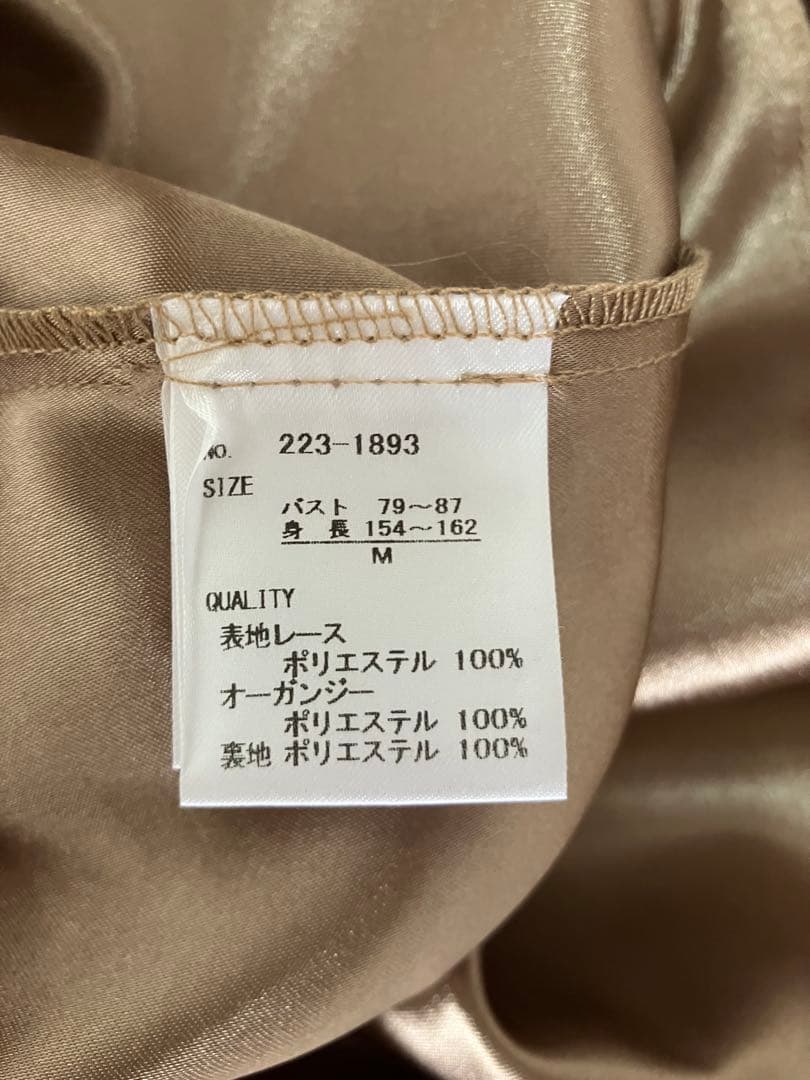 NO. 223-1893
SIZE
バスト 79～87
身 長 154～162
M
QUALITY
表地レース
ポリエステル 100%
オーガンジー
ポリエステル 100%
裏地 ポリエステル 100%